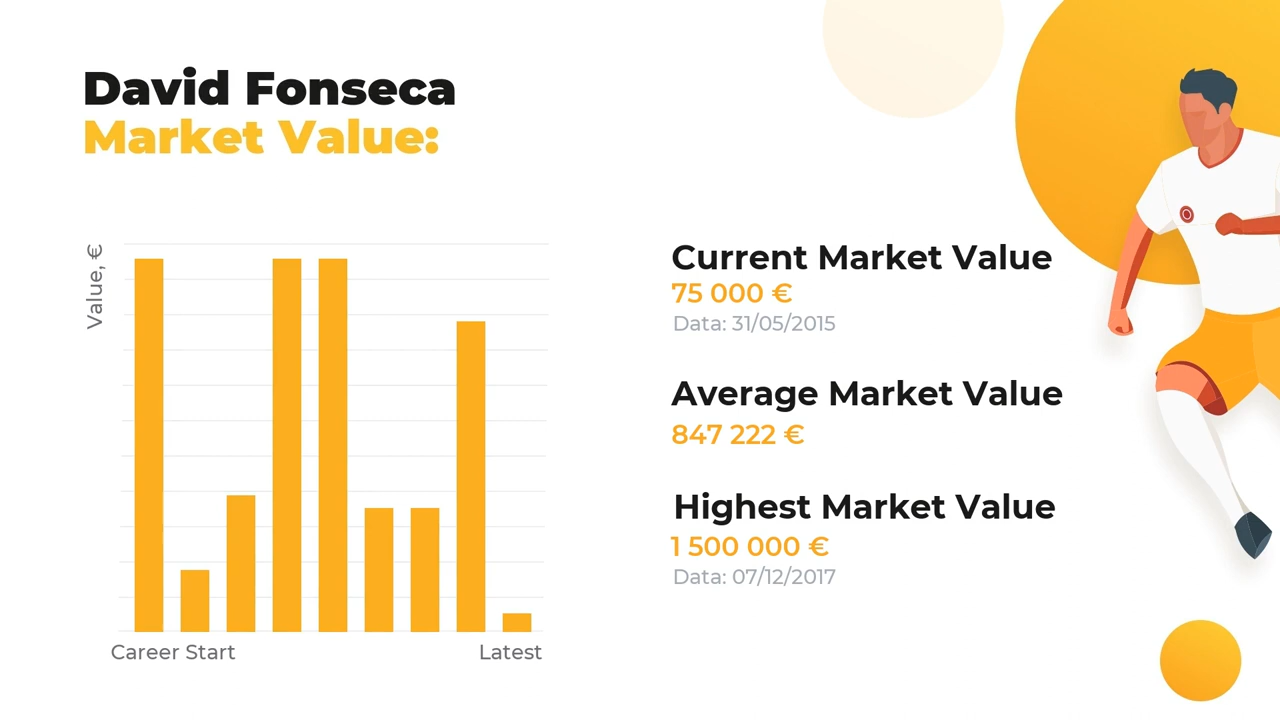 David Fonseca
Market Value:
Value, €
Career Start
Latest
Current Market Value
75 000 €
Data: 31/05/2015
Average Market Value
847 222 €
Highest Market Value
1 500 000 €
Data: 07/12/2017